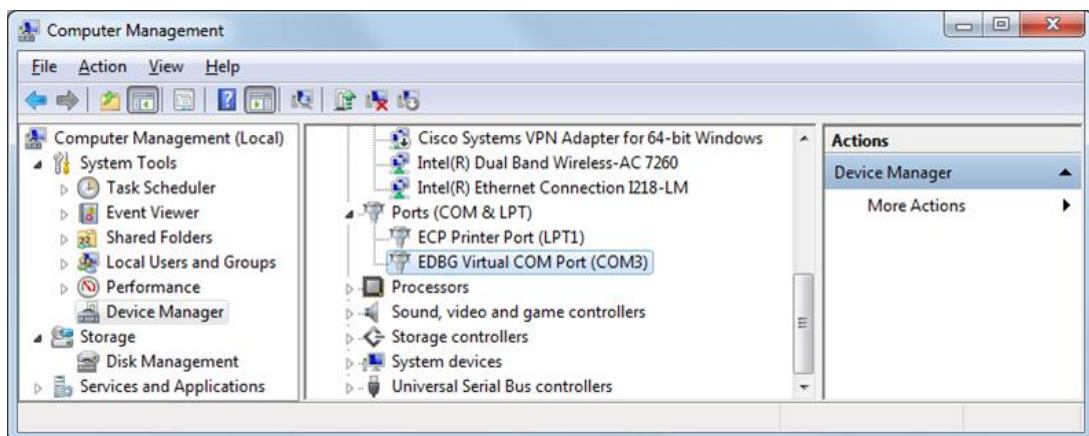 Computer Management
File Action View Help
Computer Management (Local)
System Tools
Task Scheduler
Event Viewer
Shared Folders
Local Users and Groups
Performance
Device Manager
Storage
Disk Management
Services and Applications
Cisco Systems VPN Adapter for 64-bit Windows
Intel(R) Dual Band Wireless-AC 7260
Intel(R) Ethernet Connection I218-LM
Ports (COM & LPT)
ECP Printer Port (LPT1)
EDBG Virtual COM Port (COM3)
Processors
Sound, video and game controllers
Storage controllers
System devices
Universal Serial Bus controllers
Actions
Device Manager
More Actions